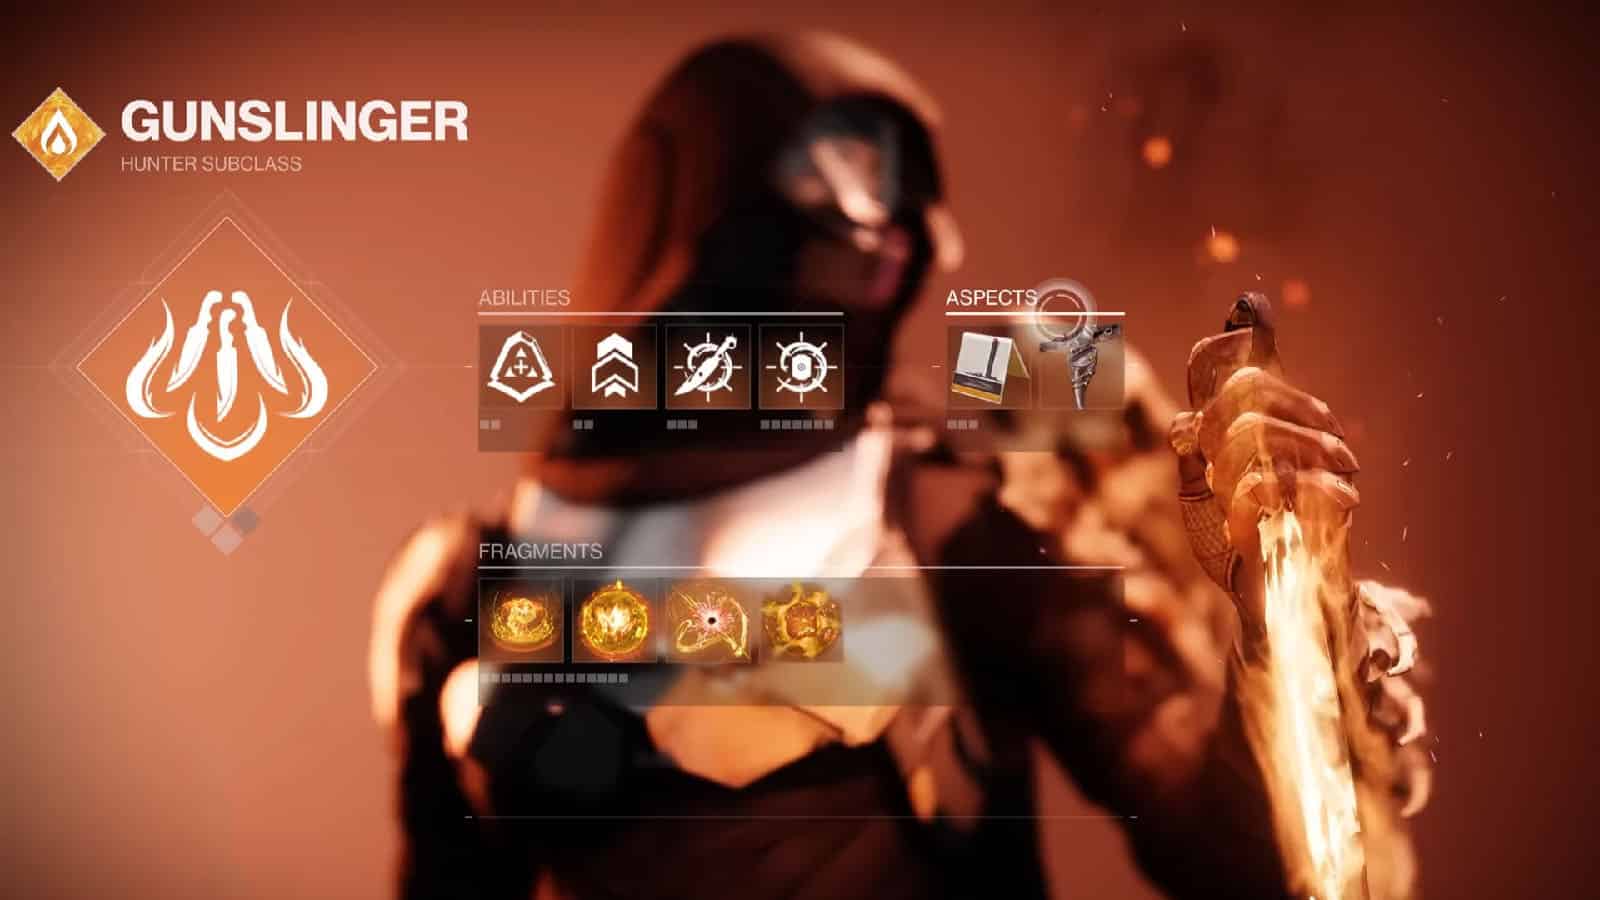 GUNSLINGER
HUNTER SUBCLASS
ABILITIES
ASPECTS
FRAGMENTS